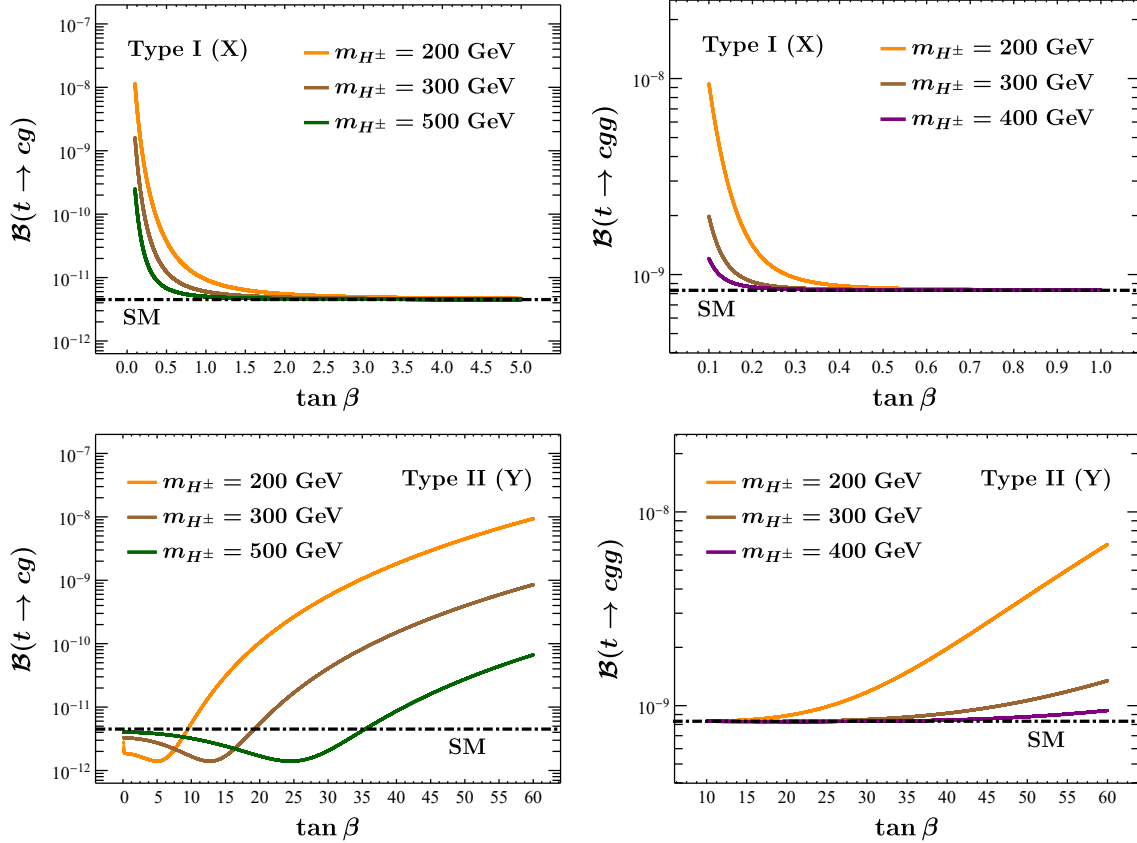 Type I (X)
m_{H^±} = 200 GeV
m_{H^±} = 300 GeV
m_{H^±} = 500 GeV
SM
B(t → cg)
10^{-7}
10^{-8}
10^{-9}
10^{-10}
10^{-11}
10^{-12}
0.0 0.5 1.0 1.5 2.0 2.5 3.0 3.5 4.0 4.5 5.0
tan β
Type I (X)
m_{H^±} = 200 GeV
m_{H^±} = 300 GeV
m_{H^±} = 400 GeV
SM
B(t → cgg)
10^{-8}
10^{-9}
0.1 0.2 0.3 0.4 0.5 0.6 0.7 0.8 0.9 1.0
tan β
Type II (Y)
m_{H^±} = 200 GeV
m_{H^±} = 300 GeV
m_{H^±} = 500 GeV
SM
B(t → cg)
10^{-7}
10^{-8}
10^{-9}
10^{-10}
10^{-11}
10^{-12}
0 5 10 15 20 25 30 35 40 45 50 55 60
tan β
Type II (Y)
m_{H^±} = 200 GeV
m_{H^±} = 300 GeV
m_{H^±} = 400 GeV
SM
B(t → cgg)
10^{-8}
10^{-9}
10 15 20 25 30 35 40 45 50 55 60
tan β